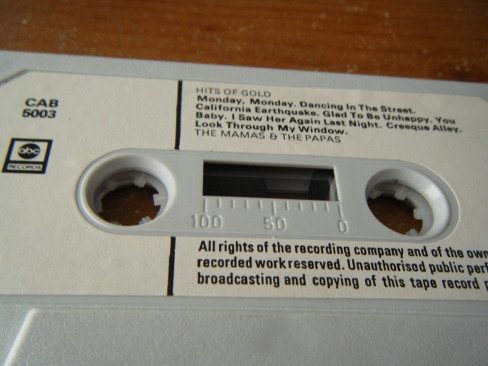 CAB
5003
abc
RECORDS
HITS OF GOLD
Monday, Monday. Dancing In The Street.
California Earthquake. Glad To Be Unhappy. You
Baby. I Saw Her Again Last Night. Creeque Alley.
Look Through My Window.
THE MAMAS & THE PAPAS
100 50 0
All rights of the recording company and of the own
recorded work reserved. Unauthorised public perf
broadcasting and copying of this tape record p